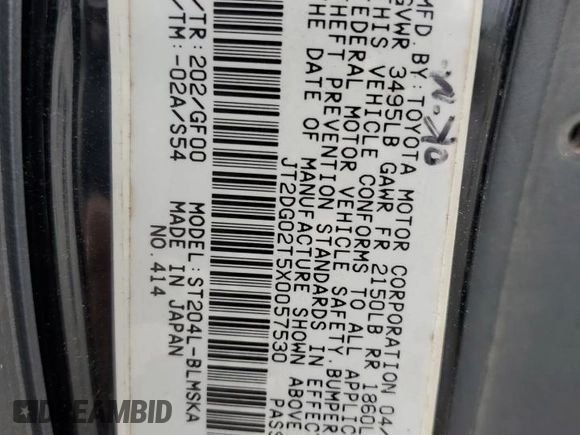 MFD. BY: TOYOTA MOTOR CORPORATION 04/
GVWR 3495LB GAWR FR 2150LB RR 1860L
THIS VEHICLE CONFORMS TO ALL APPLIC
FEDERAL MOTOR VEHICLE SAFETY. BUMPER
THEFT PREVENTION STANDARDS IN EFFECT
THE DATE OF MANUFACTURE SHOWN ABOVE
JT2DG02T5X0057530 PASS
/TR:202/GF00 MODEL:ST204L-BLMSKA
/TM:-02A/S54 MADE IN JAPAN
NO.414
DREAMBID